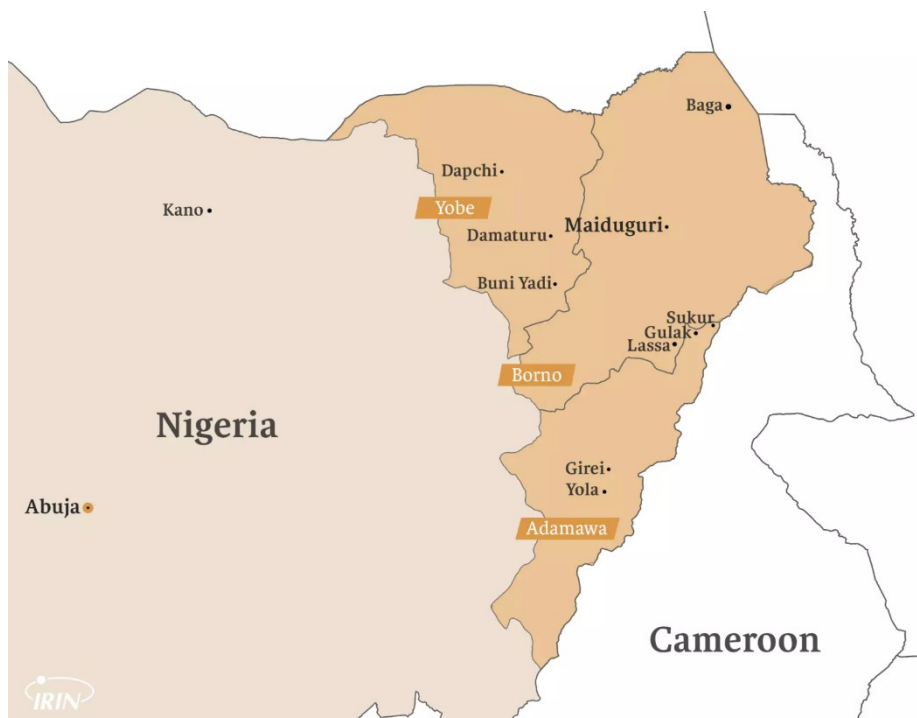 Baga
Dapchi
Kano
Yobe
Maiduguri
Damaturu
Buni Yadi
Sukur
Gulak
Lassa
Borno
Nigeria
Girei
Yola
Abuja
Adamawa
Cameroon
IRIN